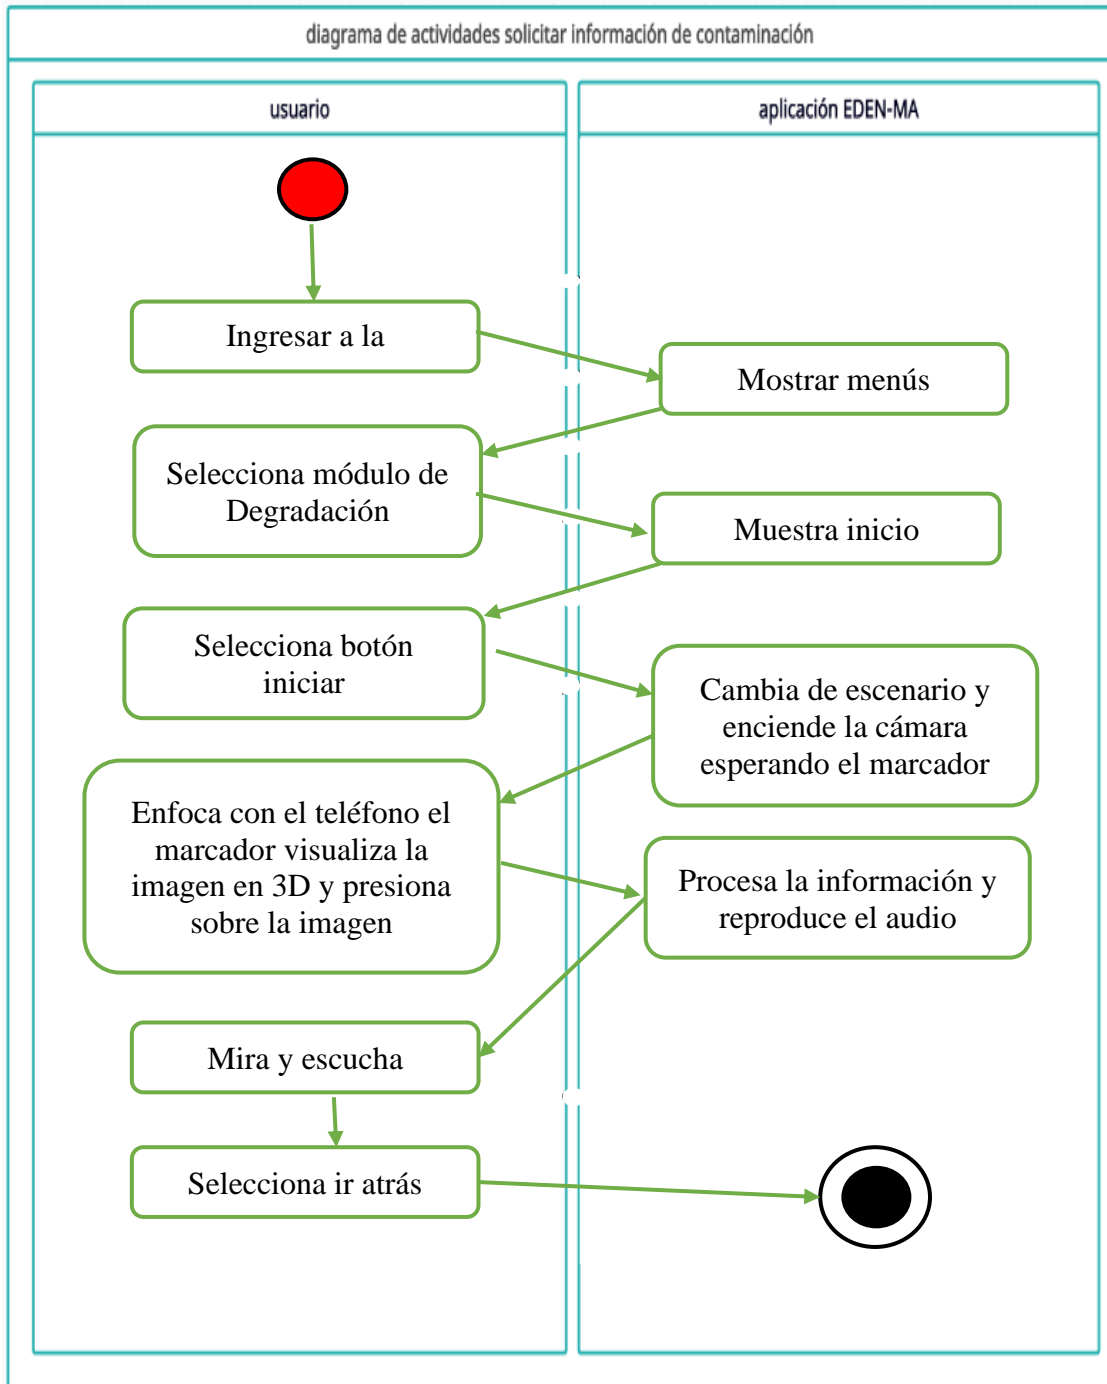 diagrama de actividades solicitar información de contaminación
usuario
aplicación EDEN-MA
Ingresar a la
Mostrar menús
Selecciona módulo de
Degradación
Muestra inicio
Selecciona botón
iniciar
Cambia de escenario y
enciende la cámara
esperando el marcador
Enfoca con el teléfono el
marcador visualiza la
imagen en 3D y presiona
sobre la imagen
Procesa la información y
reproduce el audio
Mira y escucha
Selecciona ir atrás